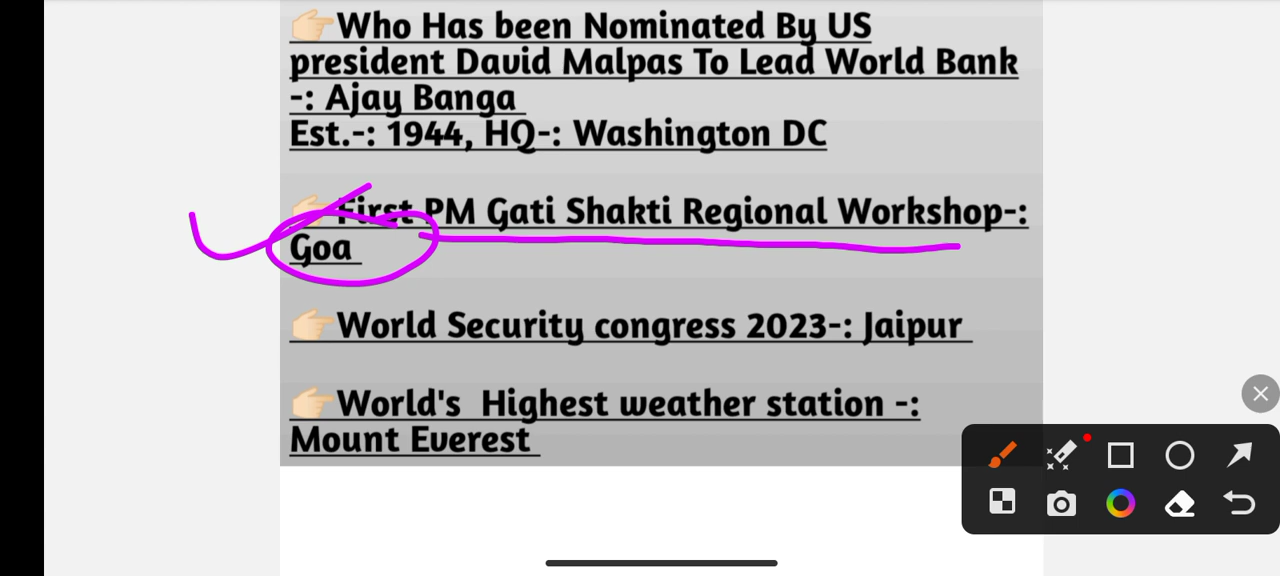 👉🏻Who Has been Nominated By US
president David Malpas To Lead World Bank
-: Ajay Banga
Est.-: 1944, HQ-: Washington DC
👉🏻First PM Gati Shakti Regional Workshop-:
Goa
👉🏻World Security congress 2023-: Jaipur
👉🏻World's Highest weather station -:
Mount Everest